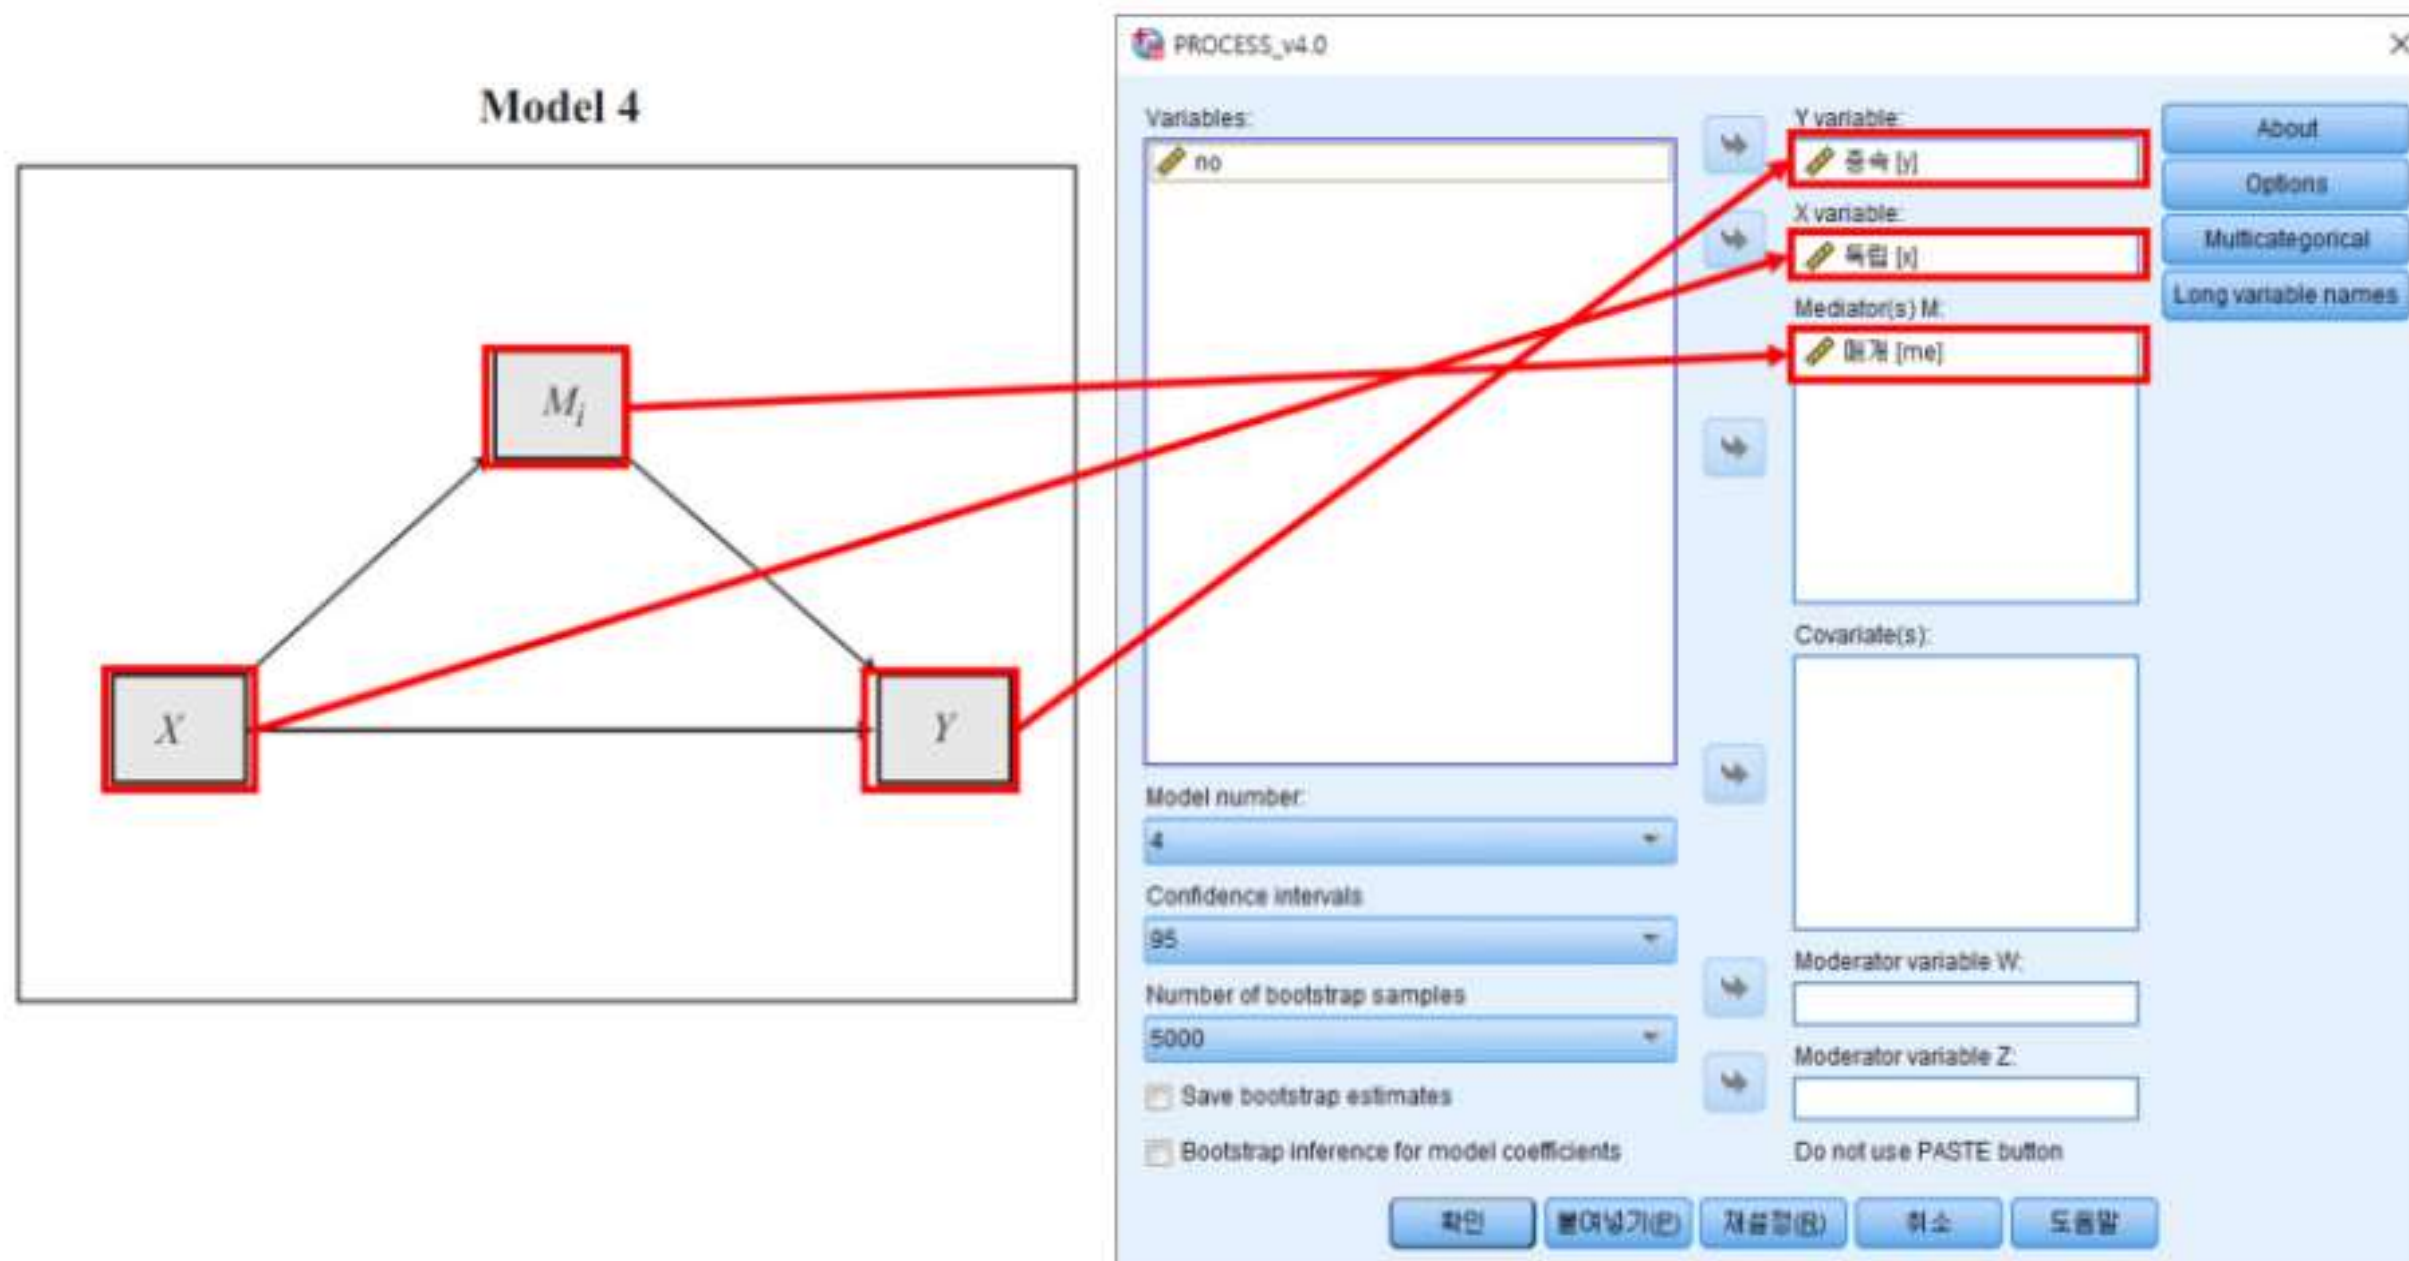 Model 4
M_i
X
Y
PROCESS_v4.0
Variables:
no
Model number:
4
Confidence intervals
95
Number of bootstrap samples
5000
Save bootstrap estimates
Bootstrap inference for model coefficients
Y variable:
종속 [y]
X variable:
독립 [x]
Mediator(s) M:
매개 [me]
Covariate(s):
Moderator variable W:
Moderator variable Z:
Do not use PASTE button
About
Options
Multicategorical
Long variable names
확인
붙여넣기(P)
재설정(R)
취소
도움말